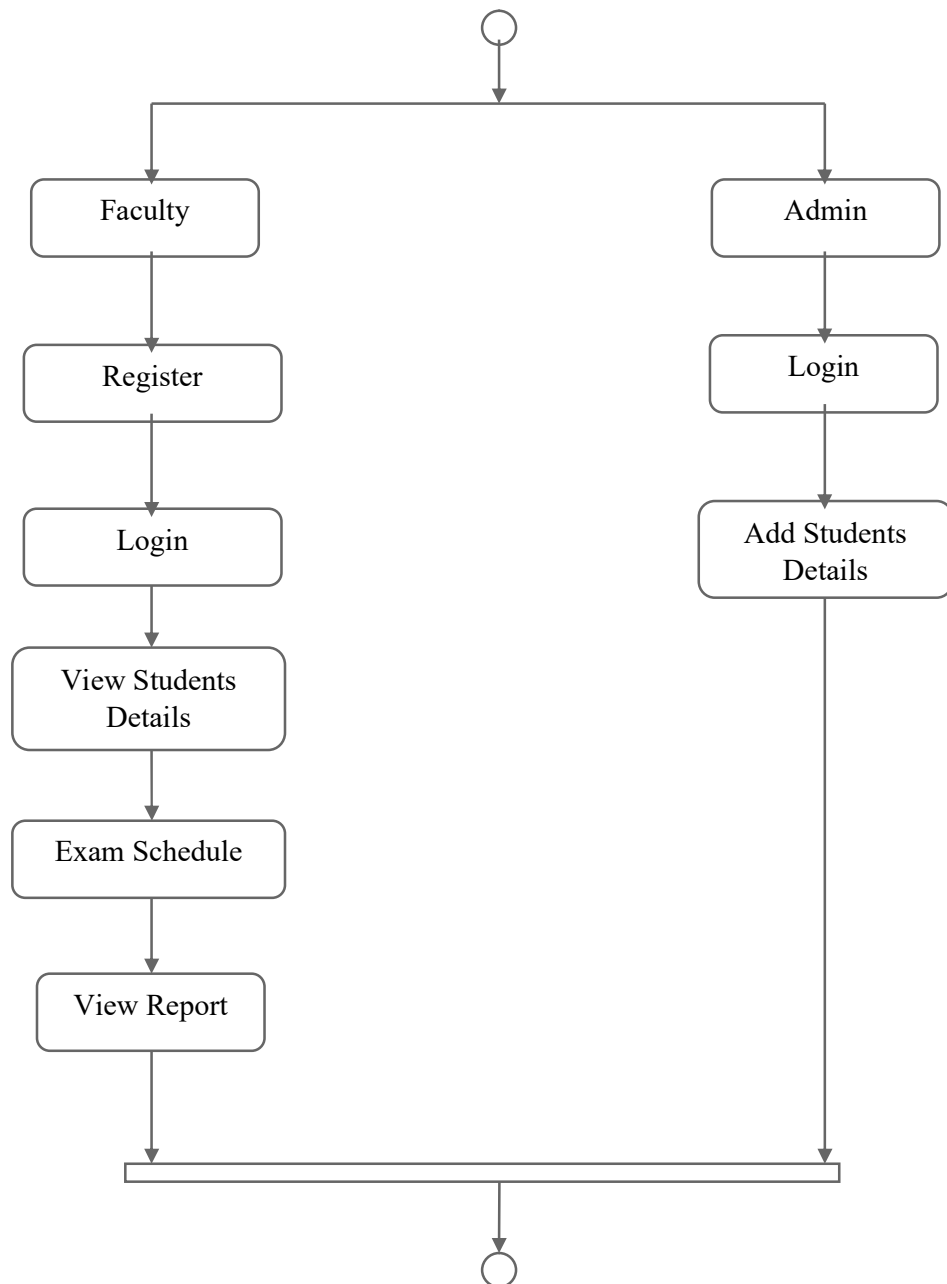 Faculty
Admin
Register
Login
Login
Add Students
Details
View Students
Details
Exam Schedule
View Report